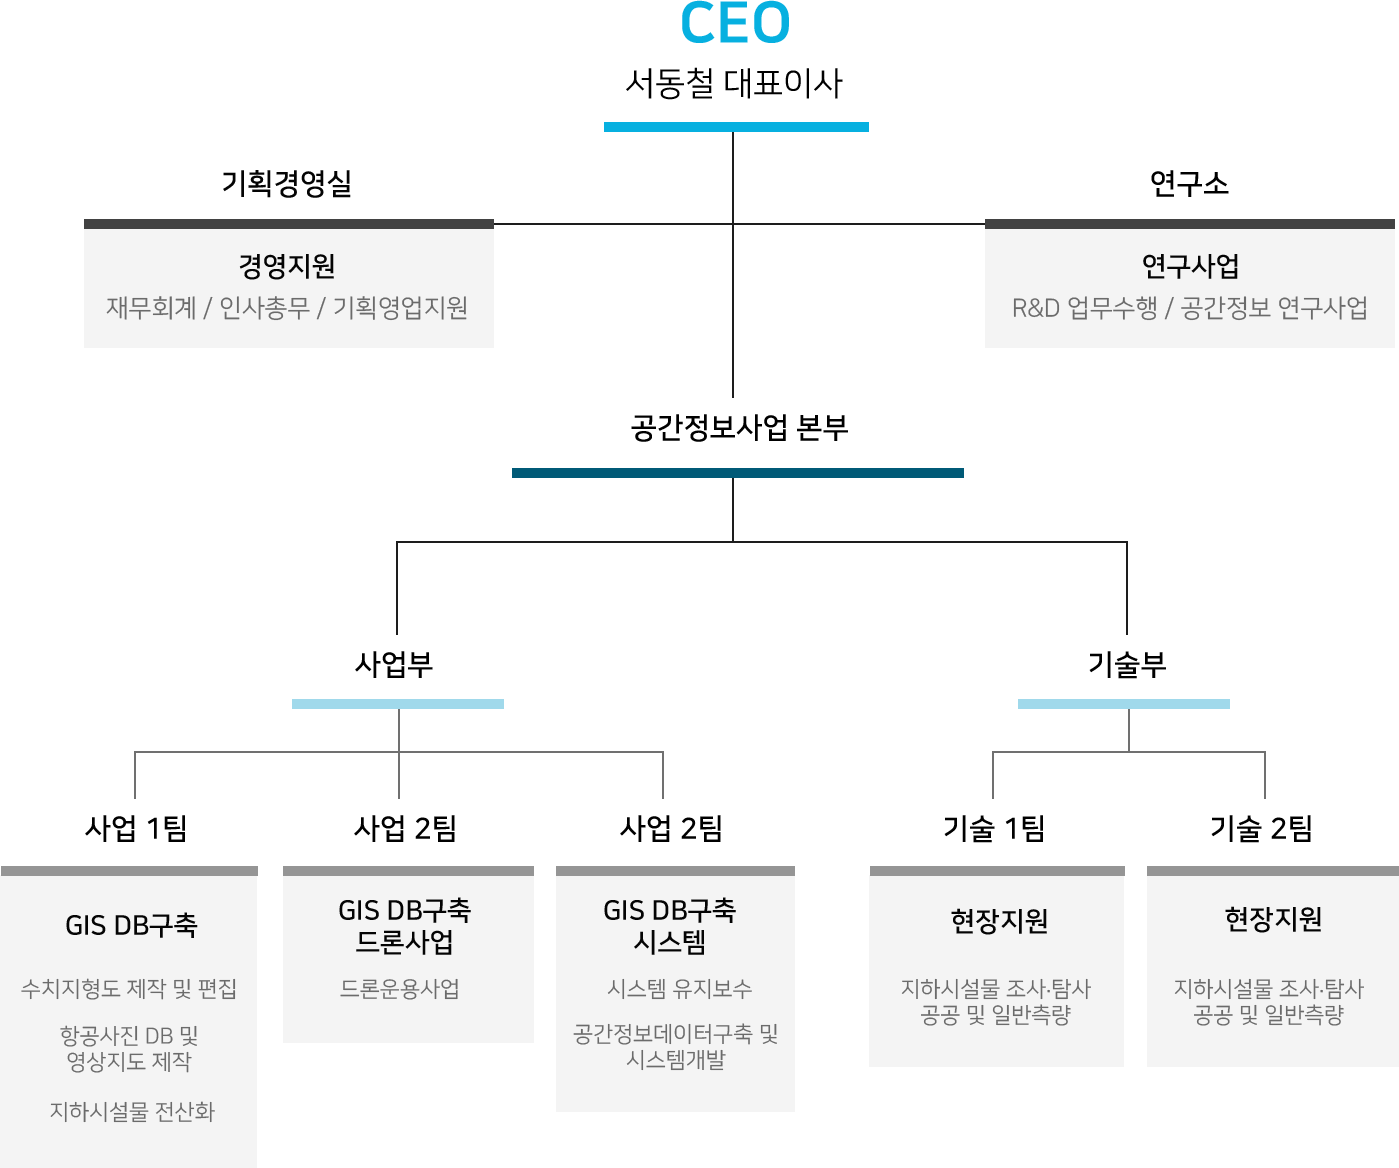 CEO
서동철 대표이사
기획경영실
경영지원
재무회계 / 인사총무 / 기획영업지원
연구소
연구사업
R&D 업무수행 / 공간정보 연구사업
공간정보사업 본부
사업부
기술부
사업 1팀
GIS DB구축
수치지형도 제작 및 편집
항공사진 DB 및
영상지도 제작
지하시설물 전산화
사업 2팀
GIS DB구축
드론사업
드론운용사업
사업 2팀
GIS DB구축
시스템
시스템 유지보수
공간정보데이터구축 및
시스템개발
기술 1팀
현장지원
지하시설물 조사·탐사
공공 및 일반측량
기술 2팀
현장지원
지하시설물 조사·탐사
공공 및 일반측량